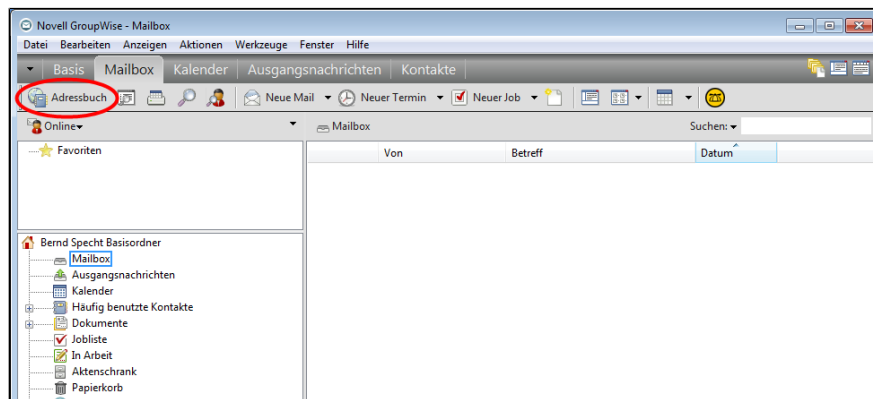 Novell GroupWise - Mailbox
Datei Bearbeiten Anzeigen Aktionen Werkzeuge Fenster Hilfe
Basis Mailbox Kalender Ausgangsnachrichten Kontakte
Adressbuch Neue Mail Neuer Termin Neuer Job
Online Mailbox Suchen:
Favoriten Von Betreff Datum
Bernd Specht Basisordner
Mailbox
Ausgangsnachrichten
Kalender
Häufig benutzte Kontakte
Dokumente
Jobliste
In Arbeit
Aktenschrank
Papierkorb